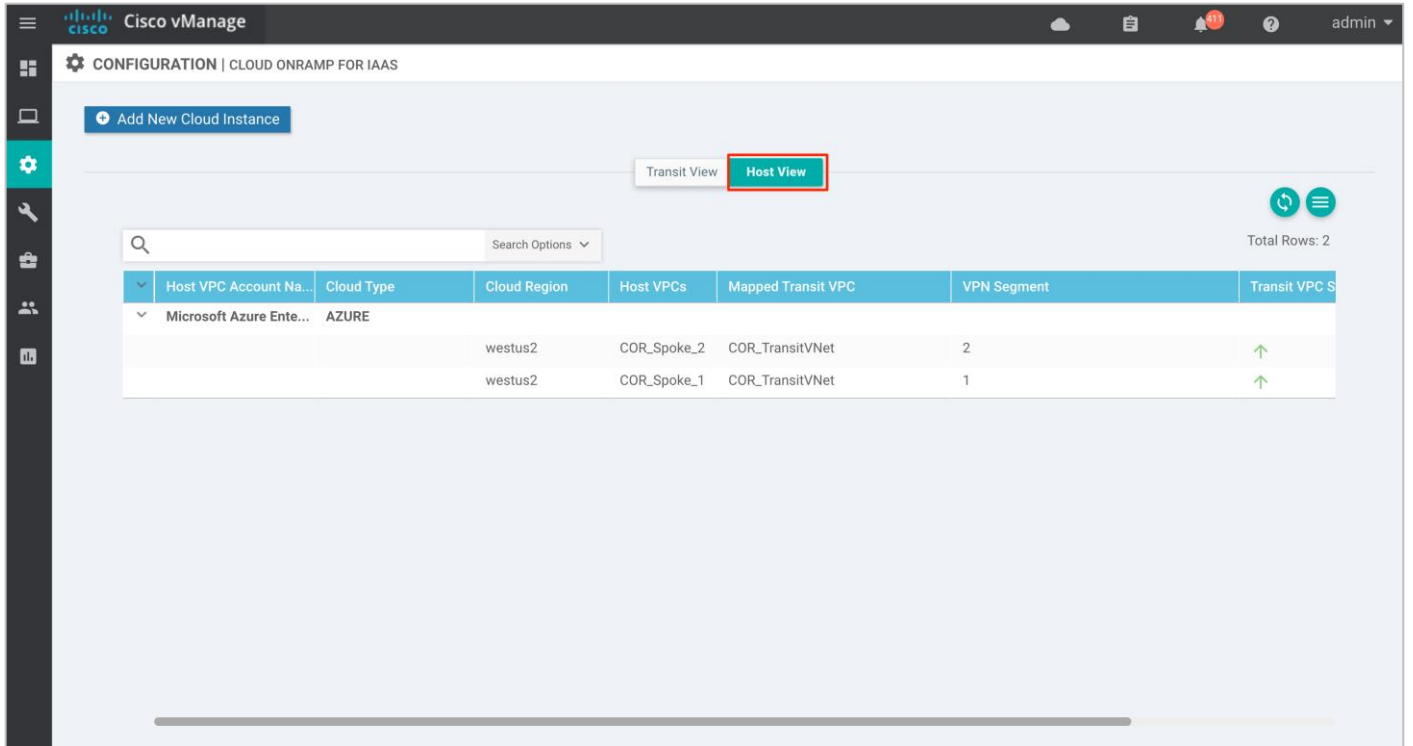 cisco Cisco vManage 411 admin
CONFIGURATION | CLOUD ONRAMP FOR IAAS
Add New Cloud Instance
Transit View Host View
Search Options Total Rows: 2
Host VPC Account Na... Cloud Type Cloud Region Host VPCs Mapped Transit VPC VPN Segment Transit VPC S
Microsoft Azure Ente... AZURE
westus2 COR_Spoke_2 COR_TransitVNet 2
westus2 COR_Spoke_1 COR_TransitVNet 1